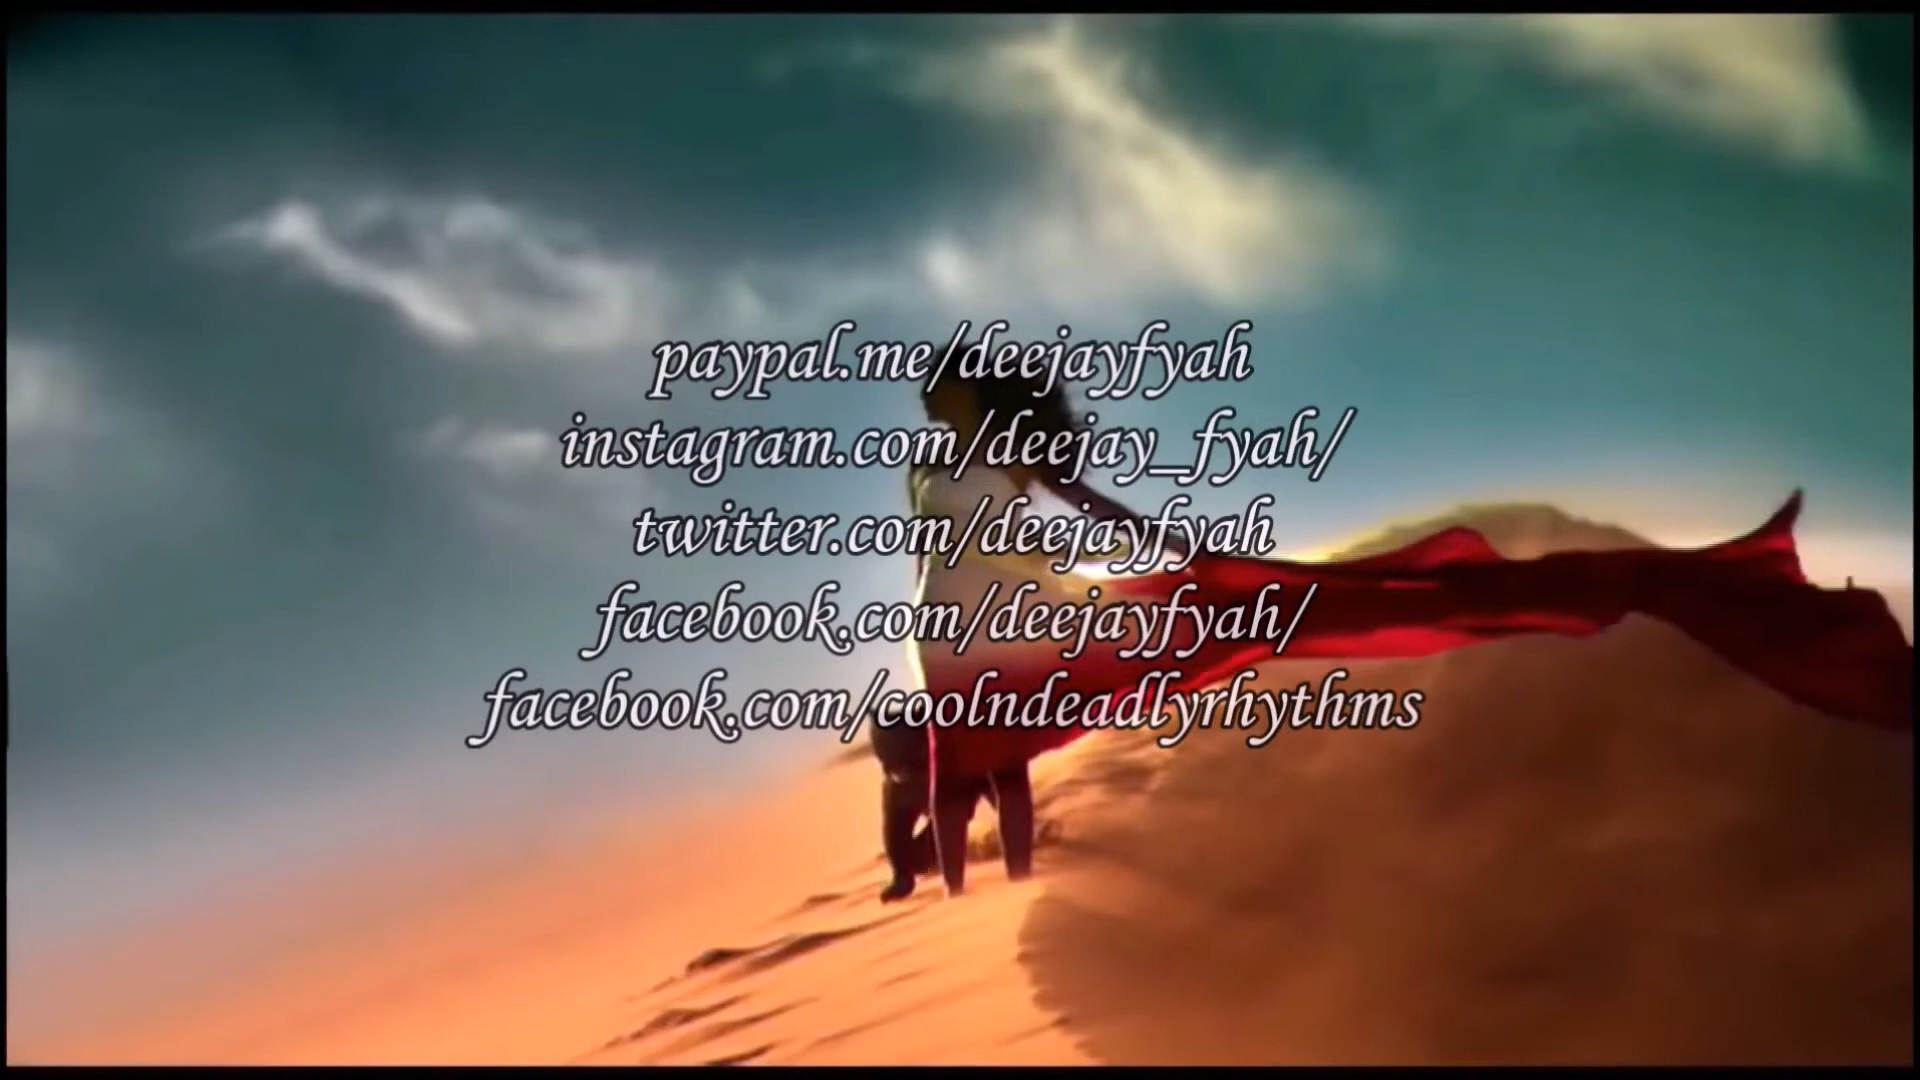 paypal.me/deejayfyah
instagram.com/deejay_fyah/
twitter.com/deejayfyah
facebook.com/deejayfyah/
facebook.com/coolndeadlyrhythms